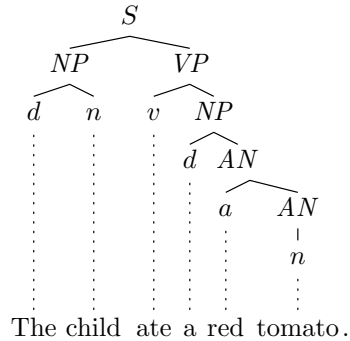 S
NP VP
d n v NP
d AN
a AN
n
The child ate a red tomato.